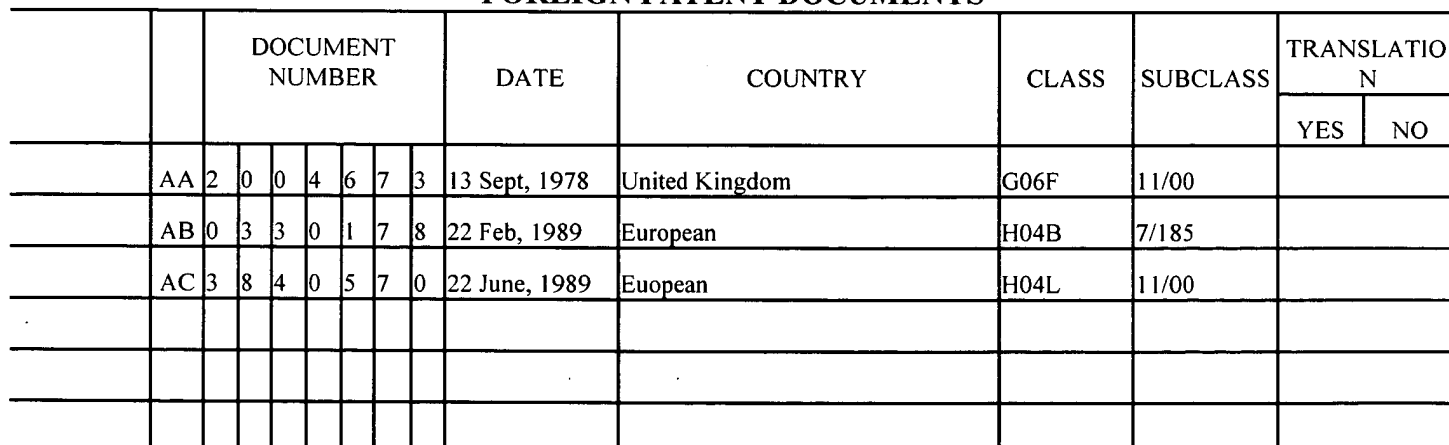 FOREIGN PATENT DOCUMENTS
DOCUMENT NUMBER DATE COUNTRY CLASS SUBCLASS TRANSLATIO
N
YES NO
AA 2 0 0 4 6 7 3 13 Sept, 1978 United Kingdom G06F 11/00
AB 0 3 3 0 1 7 8 22 Feb, 1989 European H04B 7/185
AC 3 8 4 0 5 7 0 22 June, 1989 Euopean H04L 11/00